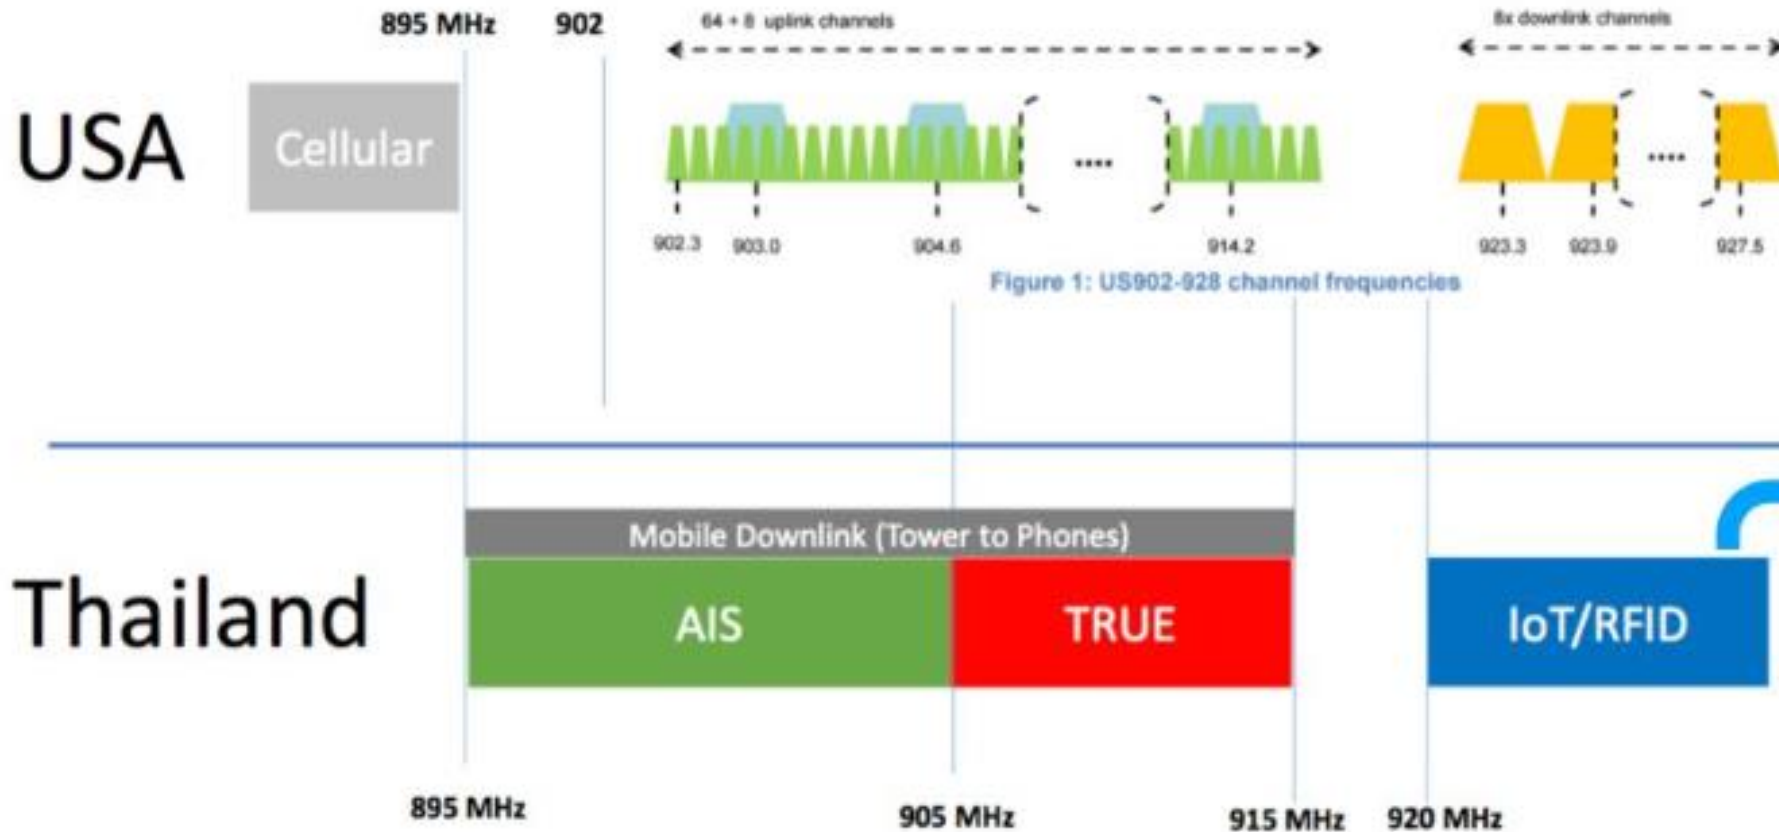 895 MHz 902 64 + 8 uplink channels 8x downlink channels
USA Cellular
.... ....
902.3 903.0 904.6 914.2 923.3 923.9 927.5
Figure 1: US902-928 channel frequencies
Mobile Downlink (Tower to Phones)
Thailand AIS TRUE IoT/RFID
895 MHz 905 MHz 915 MHz 920 MHz